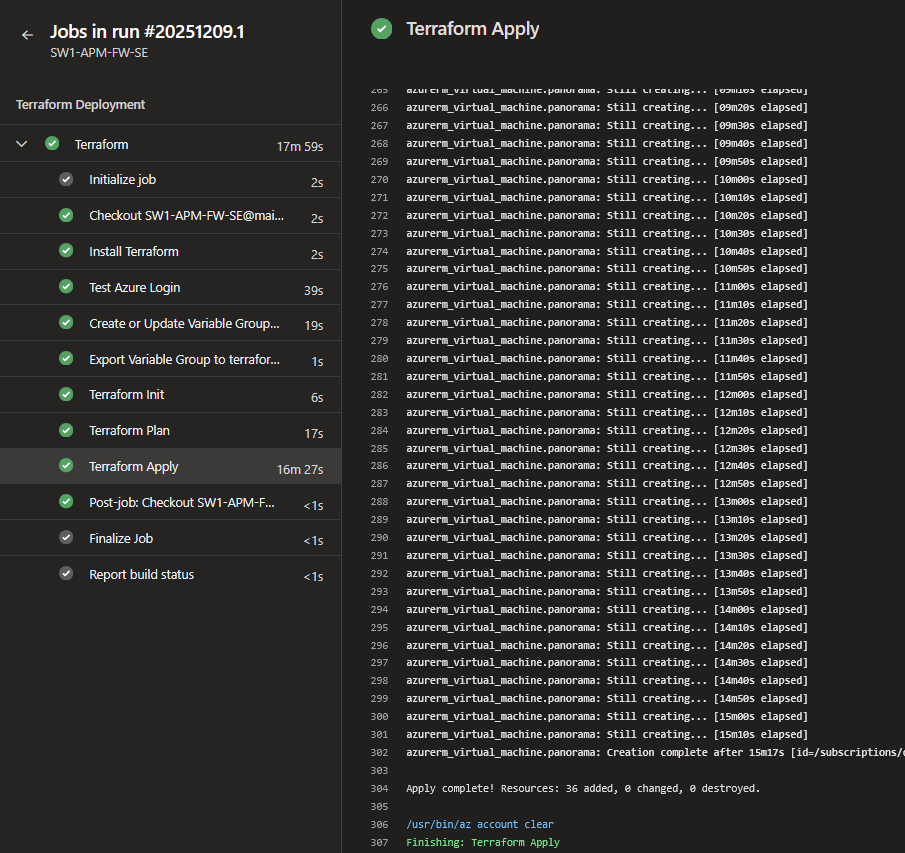 Jobs in run #20251209.1
SW1-APM-FW-SE
Terraform Deployment
Terraform 17m 59s
Initialize job 2s
Checkout SW1-APM-FW-SE@mai... 2s
Install Terraform 2s
Test Azure Login 39s
Create or Update Variable Group... 19s
Export Variable Group to terrafor... 1s
Terraform Init 6s
Terraform Plan 17s
Terraform Apply 16m 27s
Post-job: Checkout SW1-APM-F... <1s
Finalize Job <1s
Report build status <1s
Terraform Apply
265 azurerm_virtual_machine.panorama: Still creating... [09m10s elapsed]
266 azurerm_virtual_machine.panorama: Still creating... [09m20s elapsed]
267 azurerm_virtual_machine.panorama: Still creating... [09m30s elapsed]
268 azurerm_virtual_machine.panorama: Still creating... [09m40s elapsed]
269 azurerm_virtual_machine.panorama: Still creating... [09m50s elapsed]
270 azurerm_virtual_machine.panorama: Still creating... [10m00s elapsed]
271 azurerm_virtual_machine.panorama: Still creating... [10m10s elapsed]
272 azurerm_virtual_machine.panorama: Still creating... [10m20s elapsed]
273 azurerm_virtual_machine.panorama: Still creating... [10m30s elapsed]
274 azurerm_virtual_machine.panorama: Still creating... [10m40s elapsed]
275 azurerm_virtual_machine.panorama: Still creating... [10m50s elapsed]
276 azurerm_virtual_machine.panorama: Still creating... [11m00s elapsed]
277 azurerm_virtual_machine.panorama: Still creating... [11m10s elapsed]
278 azurerm_virtual_machine.panorama: Still creating... [11m20s elapsed]
279 azurerm_virtual_machine.panorama: Still creating... [11m30s elapsed]
280 azurerm_virtual_machine.panorama: Still creating... [11m40s elapsed]
281 azurerm_virtual_machine.panorama: Still creating... [11m50s elapsed]
282 azurerm_virtual_machine.panorama: Still creating... [12m00s elapsed]
283 azurerm_virtual_machine.panorama: Still creating... [12m10s elapsed]
284 azurerm_virtual_machine.panorama: Still creating... [12m20s elapsed]
285 azurerm_virtual_machine.panorama: Still creating... [12m30s elapsed]
286 azurerm_virtual_machine.panorama: Still creating... [12m40s elapsed]
287 azurerm_virtual_machine.panorama: Still creating... [12m50s elapsed]
288 azurerm_virtual_machine.panorama: Still creating... [13m00s elapsed]
289 azurerm_virtual_machine.panorama: Still creating... [13m10s elapsed]
290 azurerm_virtual_machine.panorama: Still creating... [13m20s elapsed]
291 azurerm_virtual_machine.panorama: Still creating... [13m30s elapsed]
292 azurerm_virtual_machine.panorama: Still creating... [13m40s elapsed]
293 azurerm_virtual_machine.panorama: Still creating... [13m50s elapsed]
294 azurerm_virtual_machine.panorama: Still creating... [14m00s elapsed]
295 azurerm_virtual_machine.panorama: Still creating... [14m10s elapsed]
296 azurerm_virtual_machine.panorama: Still creating... [14m20s elapsed]
297 azurerm_virtual_machine.panorama: Still creating... [14m30s elapsed]
298 azurerm_virtual_machine.panorama: Still creating... [14m40s elapsed]
299 azurerm_virtual_machine.panorama: Still creating... [14m50s elapsed]
300 azurerm_virtual_machine.panorama: Still creating... [15m00s elapsed]
301 azurerm_virtual_machine.panorama: Still creating... [15m10s elapsed]
302 azurerm_virtual_machine.panorama: Creation complete after 15m17s [id=/subscriptions/
303
304 Apply complete! Resources: 36 added, 0 changed, 0 destroyed.
305
306 /usr/bin/az account clear
307 Finishing: Terraform Apply